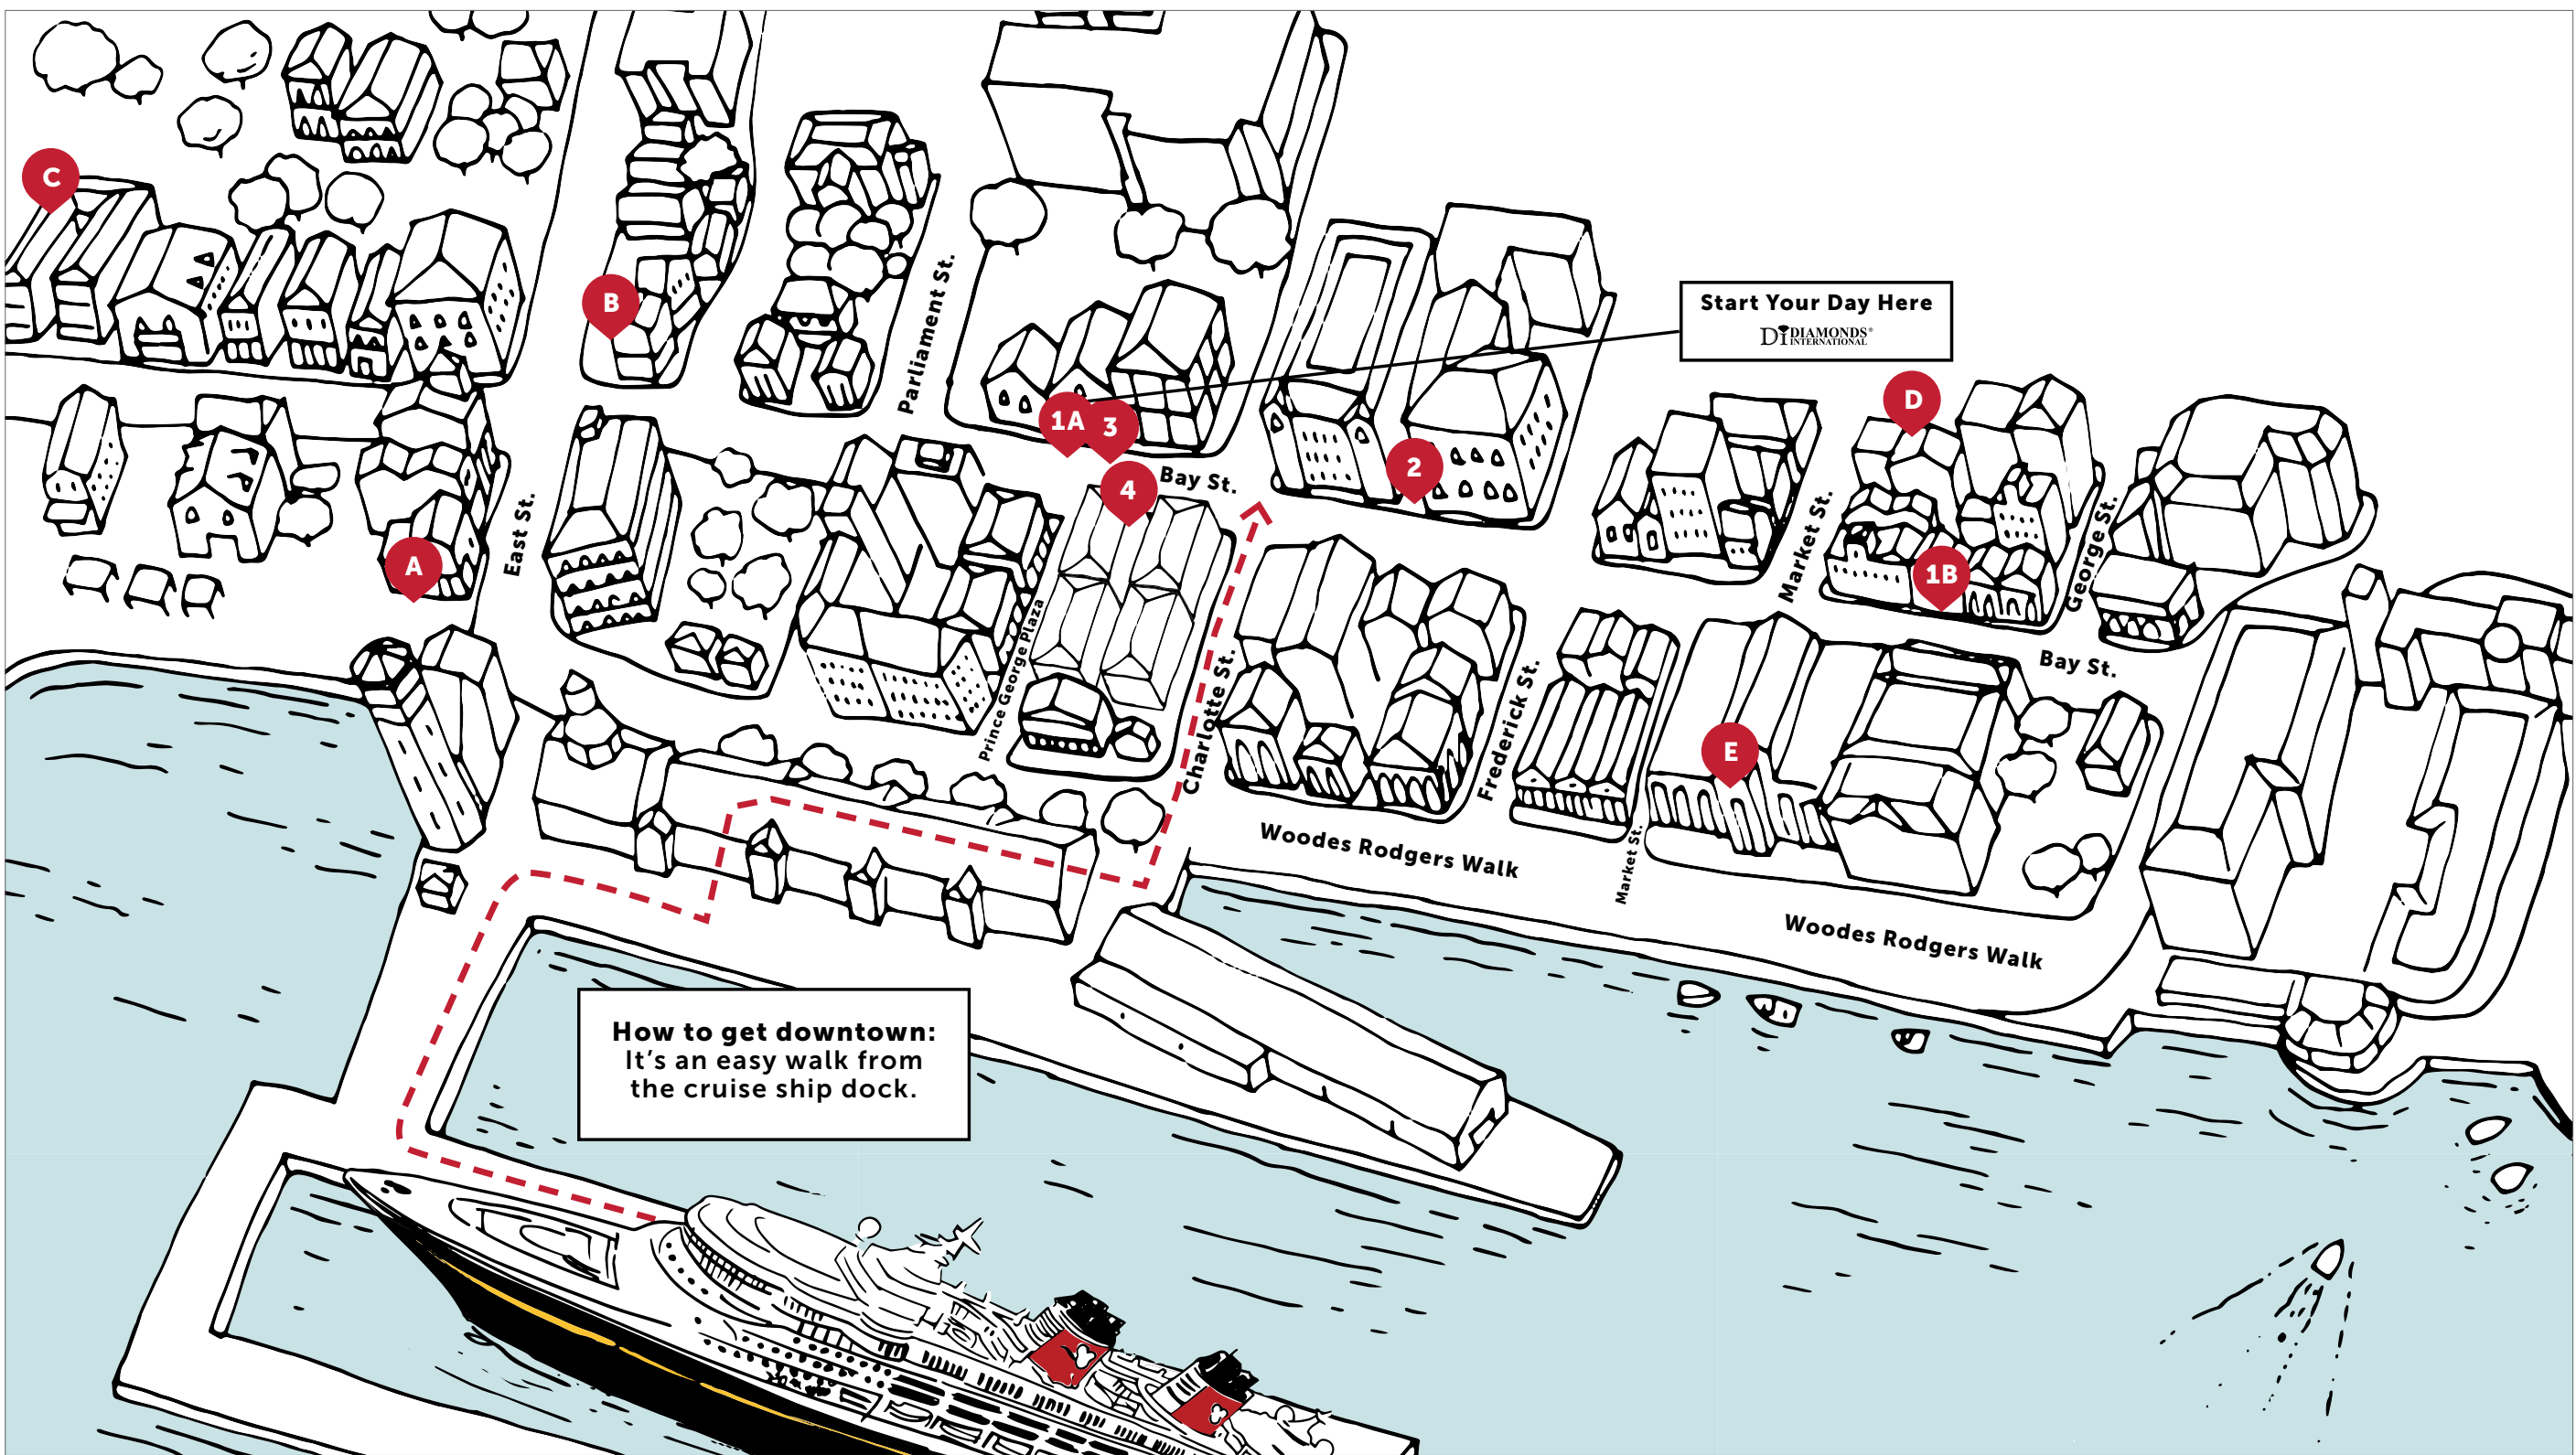 C
B
Parliament St.
Start Your Day Here
DI DIAMONDS®
INTERNATIONAL
1A
3
D
2
4
Bay St.
East St.
A
Market St.
1B
George St.
Prince George Plaza
Charlotte St.
Frederick St.
Bay St.
E
Woodes Rodgers Walk
Market St.
Woodes Rodgers Walk
How to get downtown:
It's an easy walk from
the cruise ship dock.